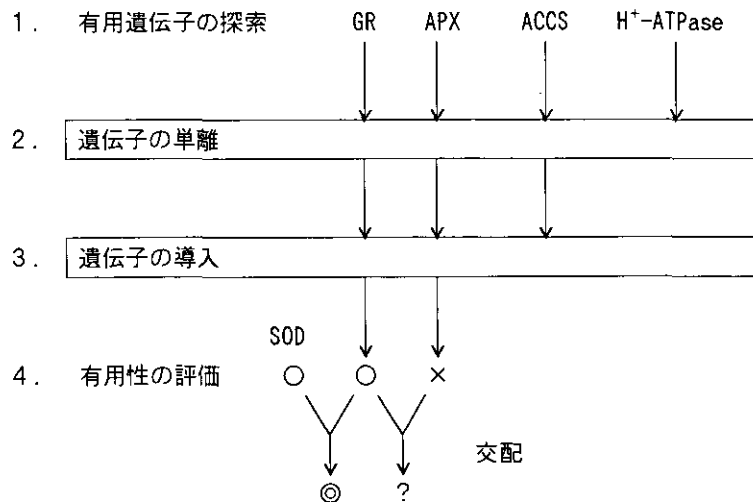 1. 有用遺伝子の探索 GR APX ACCS H⁺-ATPase
2. 遺伝子の単離
3. 遺伝子の導入
SOD
4. 有用性の評価 ○ ○ ×
交配
◎ ?